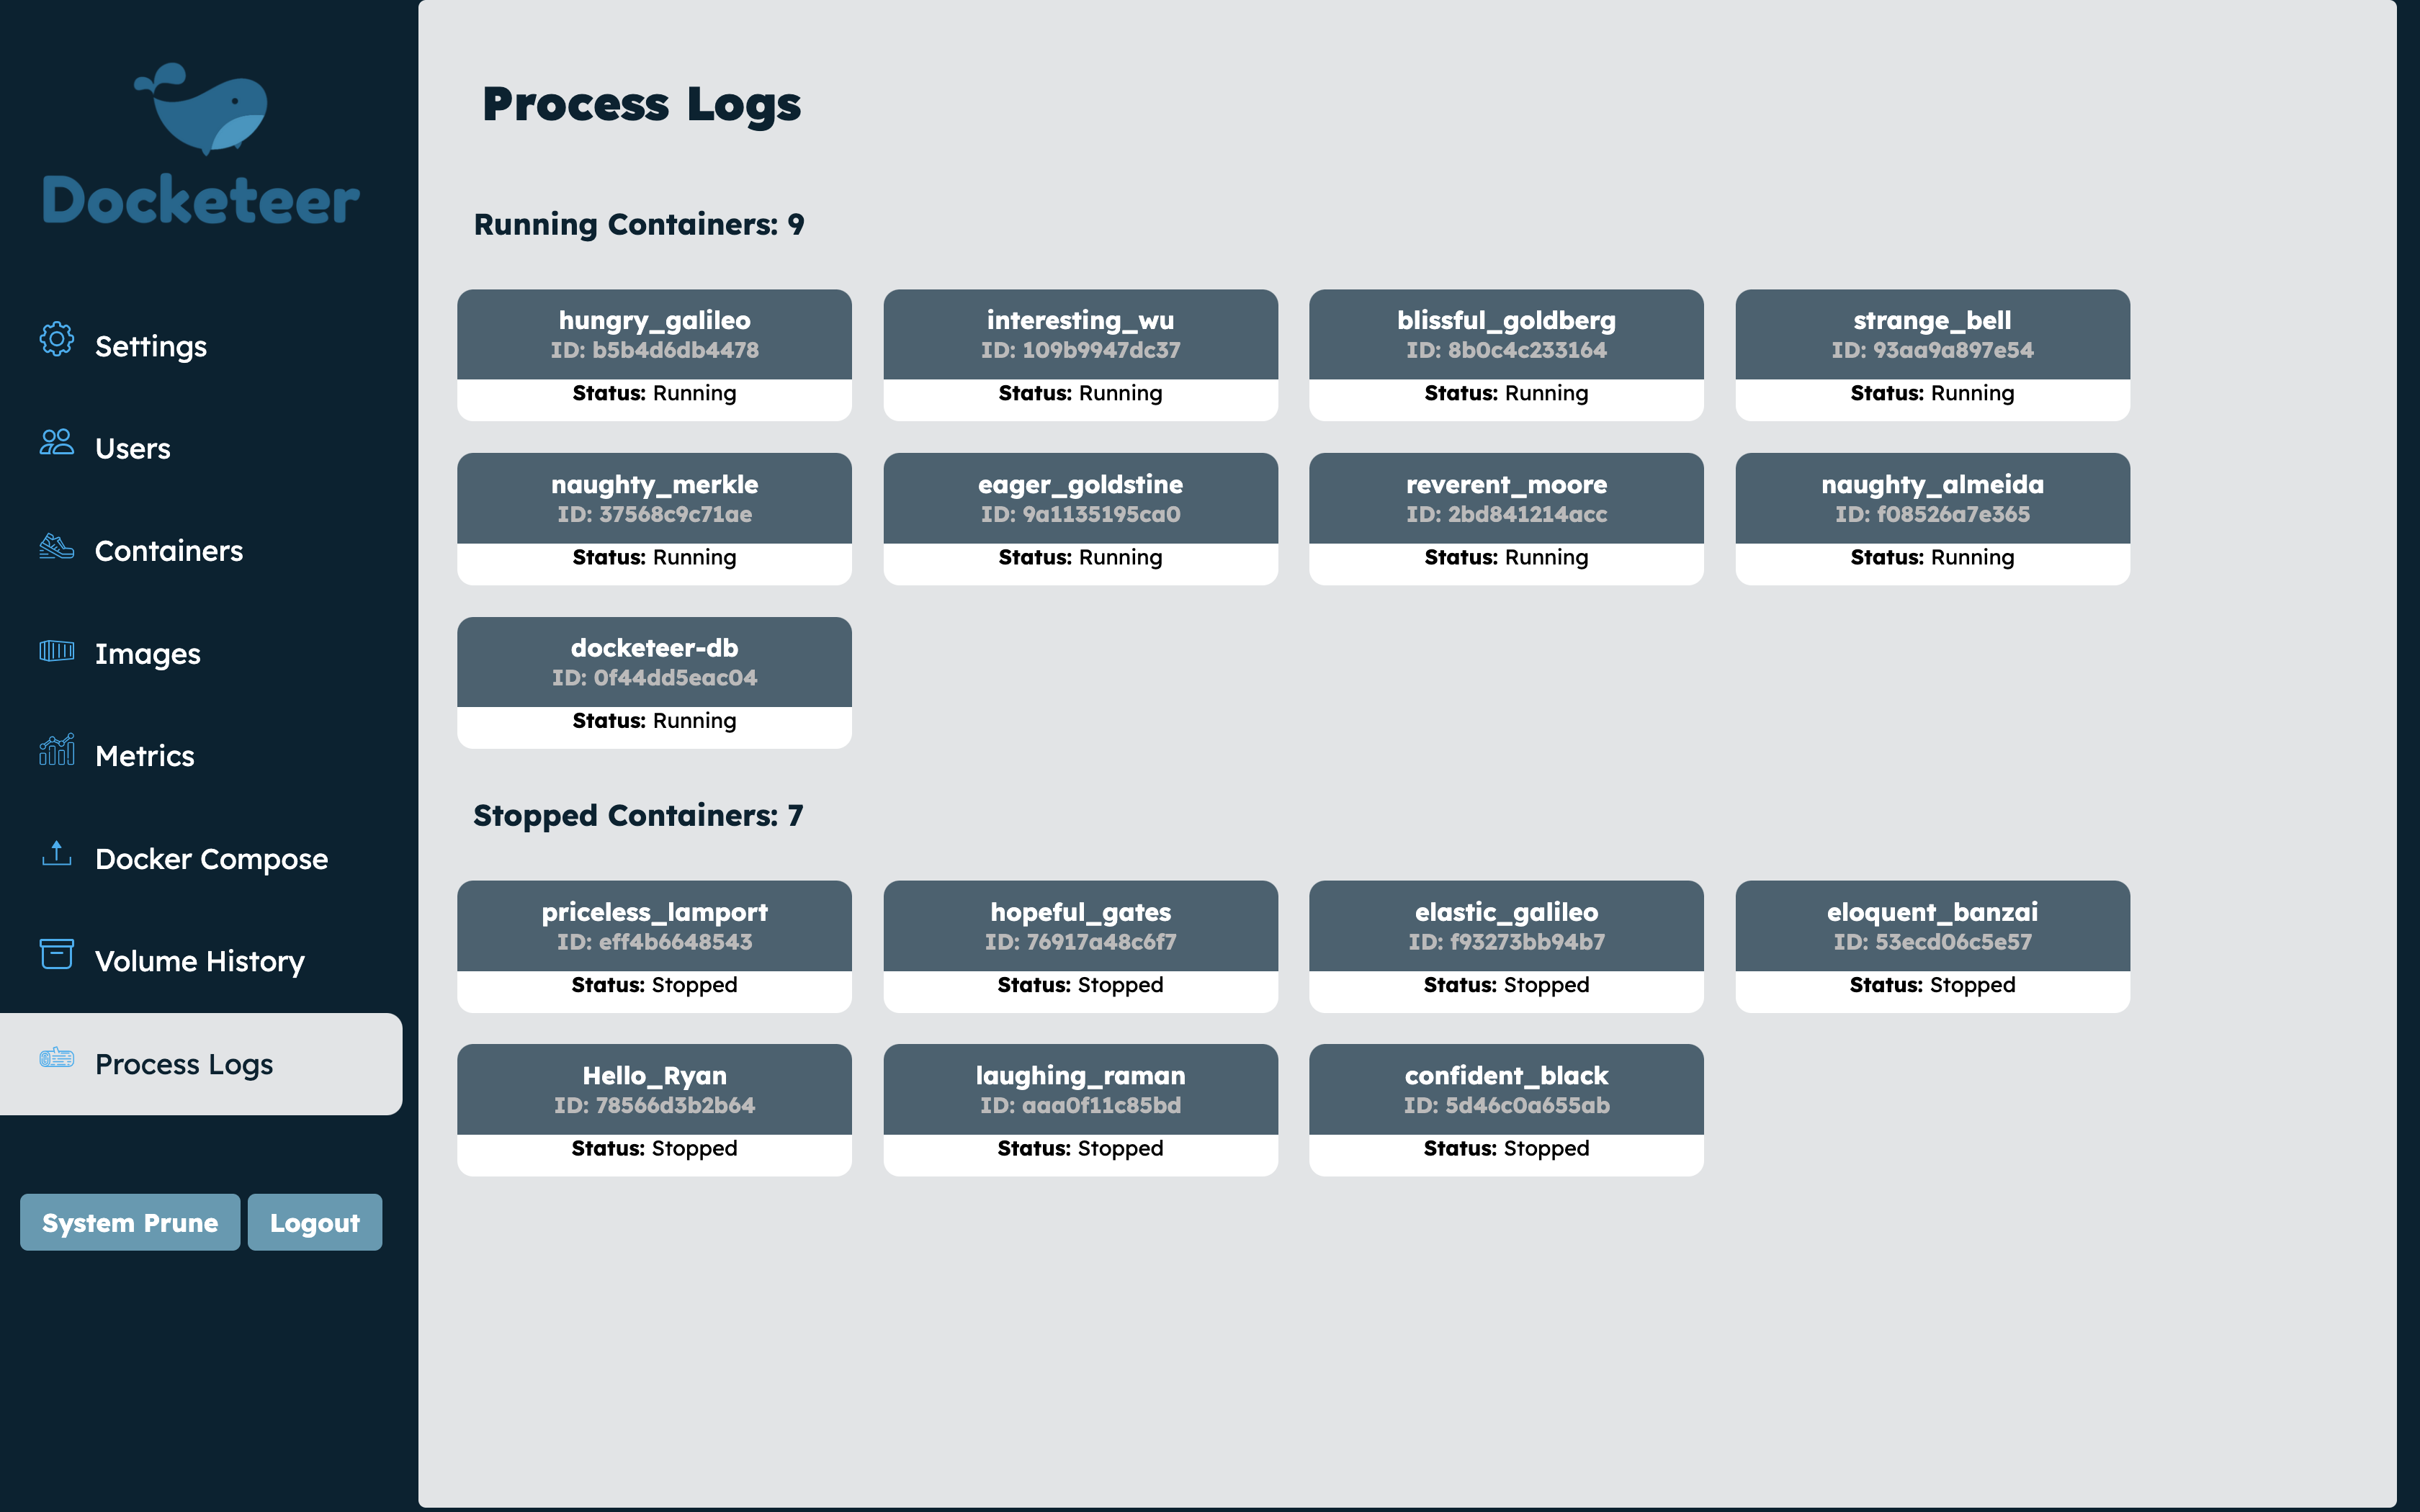 Docketeer
Settings
Users
Containers
Images
Metrics
Docker Compose
Volume History
Process Logs
System Prune
Logout
Process Logs
Running Containers: 9
hungry_galileo
ID: b5b4d6db4478
Status: Running
interesting_wu
ID: 109b9947dc37
Status: Running
blissful_goldberg
ID: 8b0c4c233164
Status: Running
strange_bell
ID: 93aa9a897e54
Status: Running
naughty_merkle
ID: 37568c9c71ae
Status: Running
eager_goldstine
ID: 9a1135195ca0
Status: Running
reverent_moore
ID: 2bd841214acc
Status: Running
naughty_almeida
ID: f08526a7e365
Status: Running
docketeer-db
ID: 0f44dd5eac04
Status: Running
Stopped Containers: 7
priceless_lamport
ID: eff4b6648543
Status: Stopped
hopeful_gates
ID: 76917a48c6f7
Status: Stopped
elastic_galileo
ID: f93273bb94b7
Status: Stopped
eloquent_banzai
ID: 53ecd06c5e57
Status: Stopped
Hello_Ryan
ID: 78566d3b2b64
Status: Stopped
laughing_raman
ID: aaa0f11c85bd
Status: Stopped
confident_black
ID: 5d46c0a655ab
Status: Stopped